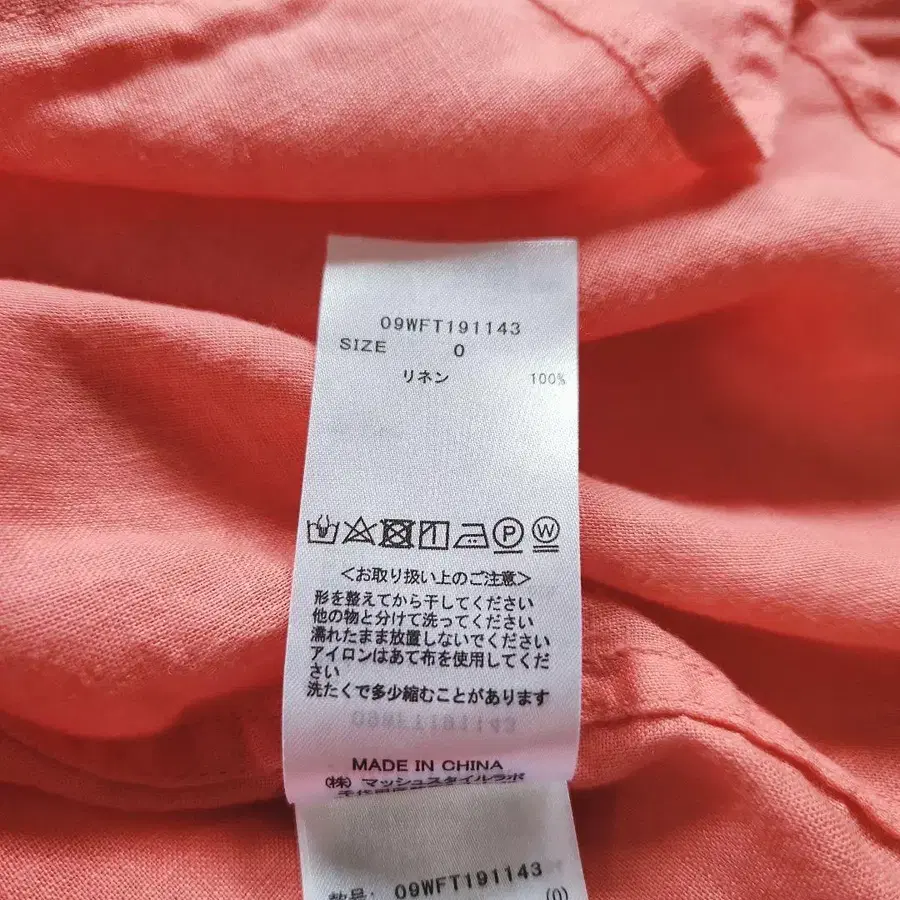 09WFT191143
SIZE 0
リネン 100%
P W
＜お取り扱い上のご注意＞
形を整えてから干してください
他の物と分けて洗ってください
濡れたまま放置しないでください
アイロンはあて布を使用してくだ
さい
洗たくで多少縮むことがあります
MADE IN CHINA
(株) マッシュスタイルラボ
09WFT191143
(0)